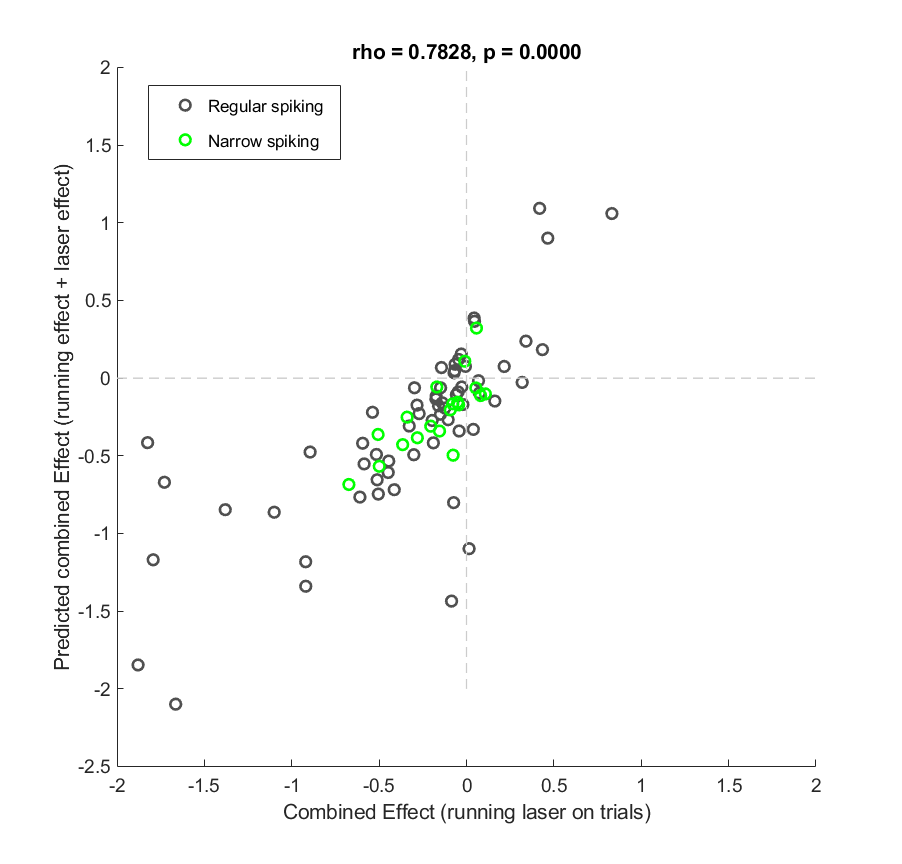 rho = 0.7828, p = 0.0000
2
Regular spiking
1.5
Narrow spiking
1
0.5
0
-0.5
-1
-1.5
-2
-2.5
Predicted combined Effect (running effect + laser effect)
-2 -1.5 -1 -0.5 0 0.5 1 1.5 2
Combined Effect (running laser on trials)